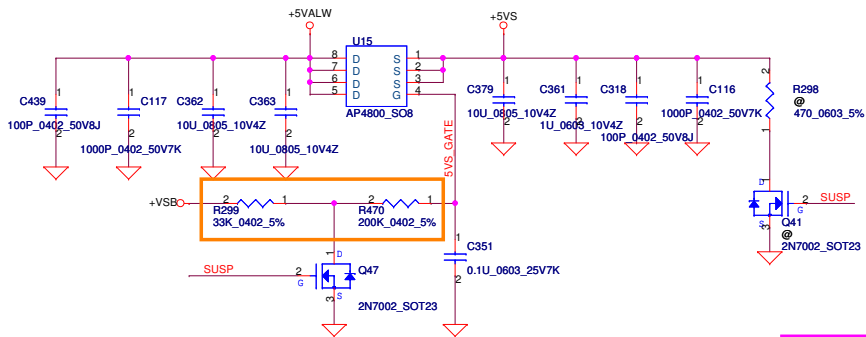 +5VALW
+5VS
U15
8 D S 1
7 D S 2
6 D S 3
5 D G 4
AP4800_SO8
C439
1
2
100P_0402_50V8J
C117
1
2
1000P_0402_50V7K
C362
1
2
10U_0805_10V4Z
C363
1
2
10U_0805_10V4Z
C379
1
2
10U_0805_10V4Z
C361
1
2
1U_0603_10V4Z
C318
1
2
100P_0402_50V8J
C116
1
2
1000P_0402_50V7K
2
R298
@
470_0603_5%
1
5VS_GATE
+VSB
2 1
R299
33K_0402_5%
2 1
R470
200K_0402_5%
1
C351
0.1U_0603_25V7K
2
SUSP
2
G
1
D
Q47
S
3
2N7002_SOT23
1
D
2
G
SUSP
S
3
Q41
@
2N7002_SOT23